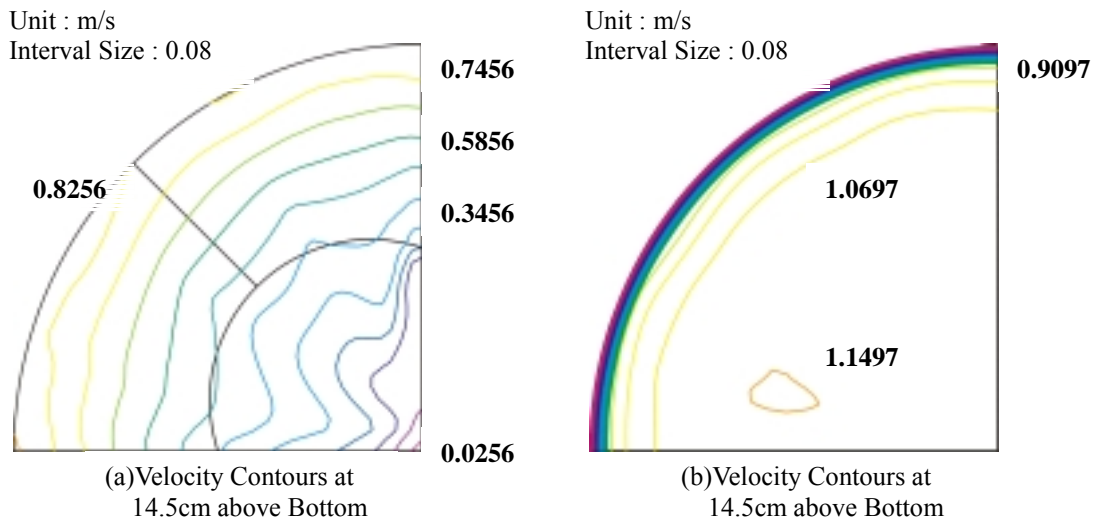 Unit : m/s
Interval Size : 0.08
0.7456
0.5856
0.8256
0.3456
0.0256
(a)Velocity Contours at
14.5cm above Bottom
Unit : m/s
Interval Size : 0.08
0.9097
1.0697
1.1497
(b)Velocity Contours at
14.5cm above Bottom